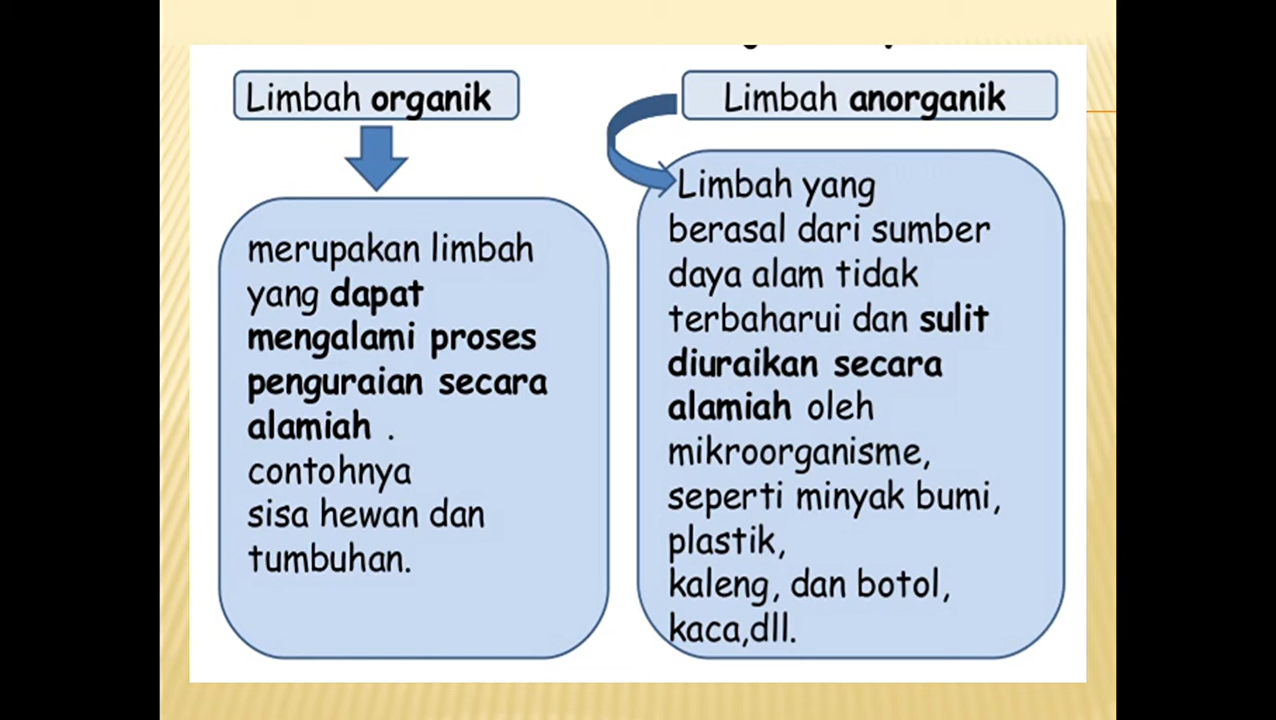 Limbah organik
merupakan limbah
yang dapat
mengalami proses
penguraian secara
alamiah .
contohnya
sisa hewan dan
tumbuhan.
Limbah anorganik
Limbah yang
berasal dari sumber
daya alam tidak
terbaharui dan sulit
diuraikan secara
alamiah oleh
mikroorganisme,
seperti minyak bumi,
plastik,
kaleng, dan botol,
kaca,dll.